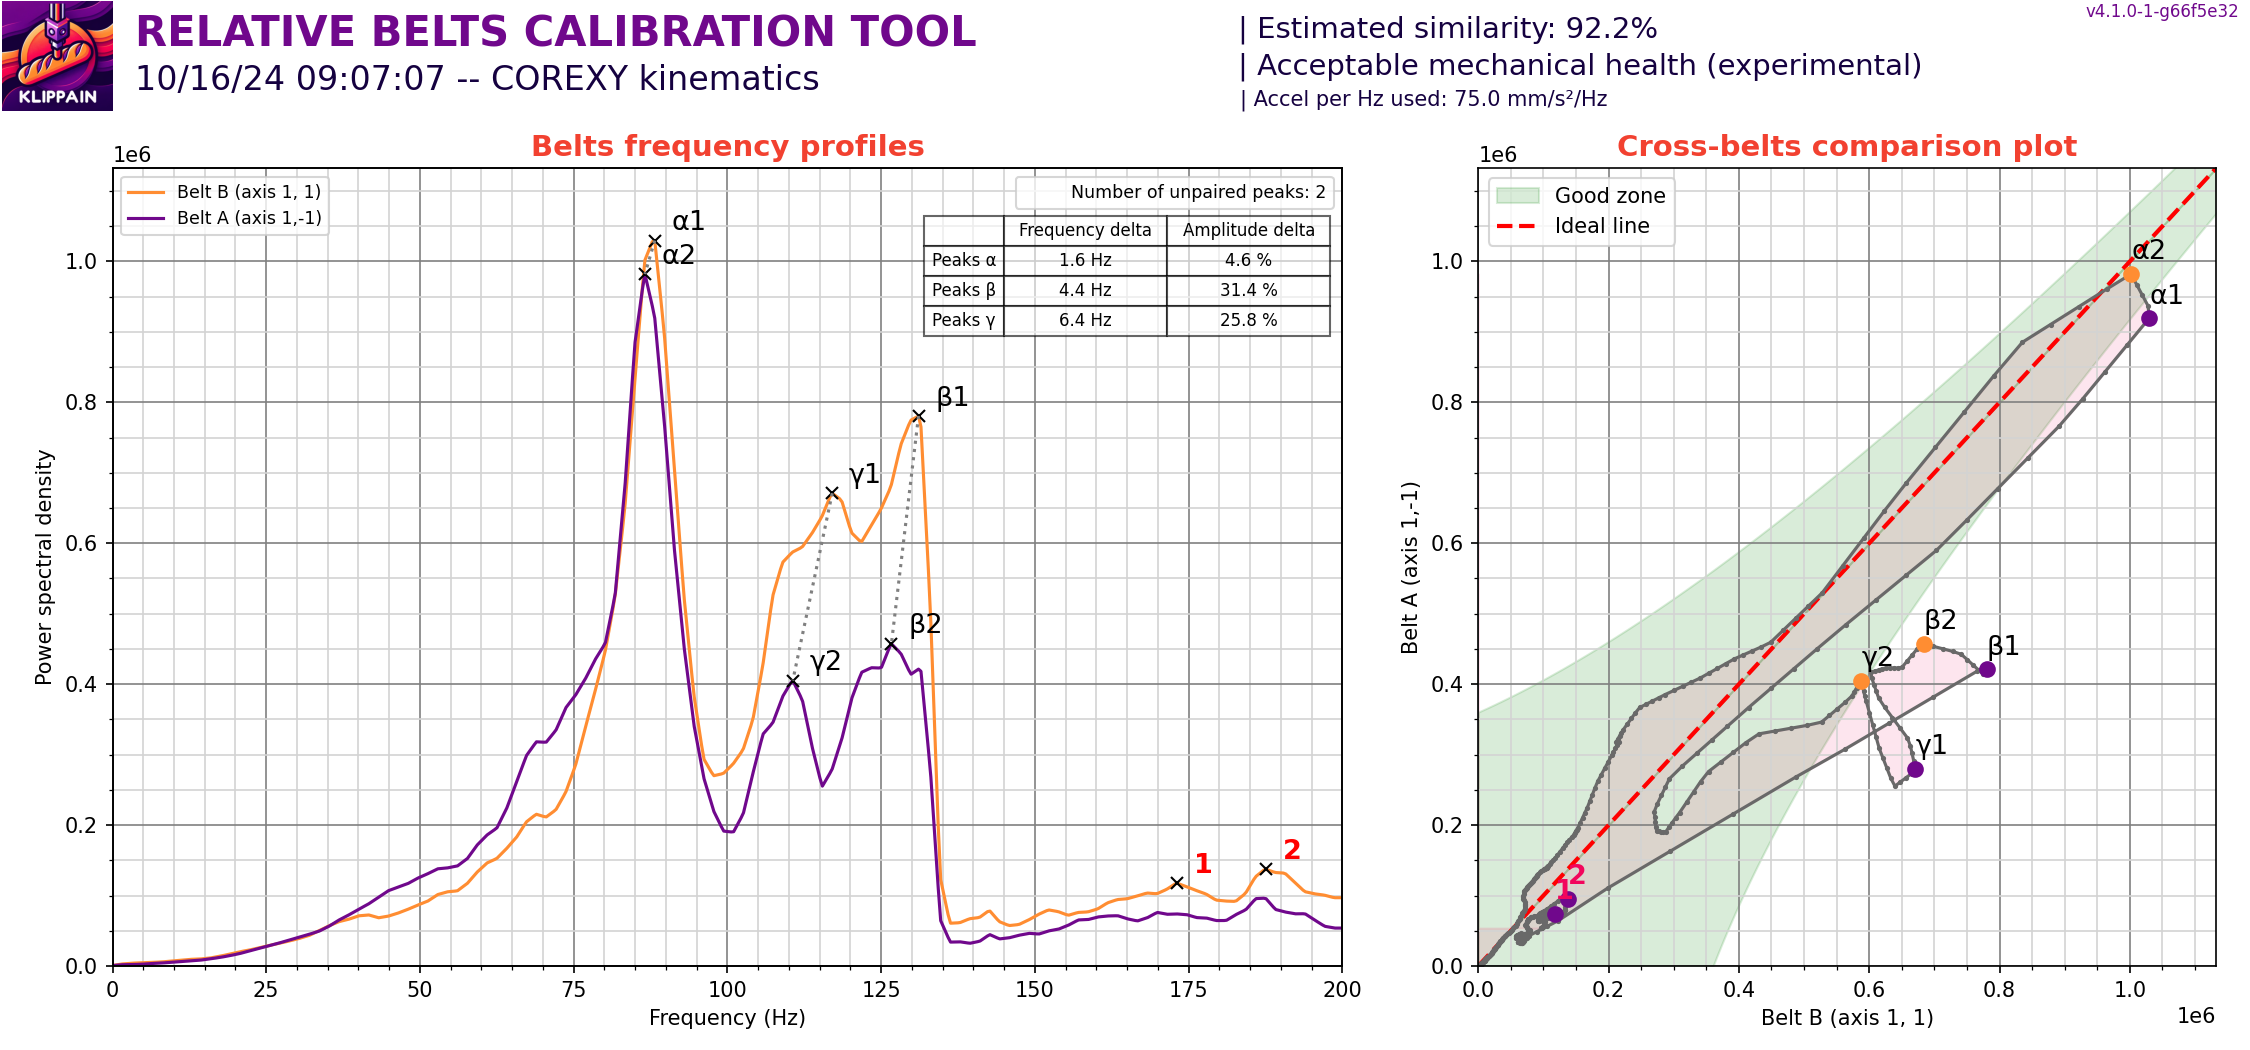 KLIPPAIN
RELATIVE BELTS CALIBRATION TOOL
10/16/24 09:07:07 -- COREXY kinematics
| Estimated similarity: 92.2%
| Acceptable mechanical health (experimental)
| Accel per Hz used: 75.0 mm/s²/Hz
v4.1.0-1-g66f5e32
Belts frequency profiles
1e6
Belt B (axis 1, 1)
Belt A (axis 1,-1)
Number of unpaired peaks: 2
Frequency delta Amplitude delta
Peaks α 1.6 Hz 4.6 %
Peaks β 4.4 Hz 31.4 %
Peaks γ 6.4 Hz 25.8 %
α1
α2
β1
γ1
β2
γ2
1
2
Power spectral density
1.0
0.8
0.6
0.4
0.2
0.0
0 25 50 75 100 125 150 175 200
Frequency (Hz)
Cross-belts comparison plot
1e6
Good zone
Ideal line
α2
α1
β2
β1
γ2
γ1
2
1
Belt A (axis 1,-1)
1.0
0.8
0.6
0.4
0.2
0.0
0.0 0.2 0.4 0.6 0.8 1.0
Belt B (axis 1, 1)
1e6